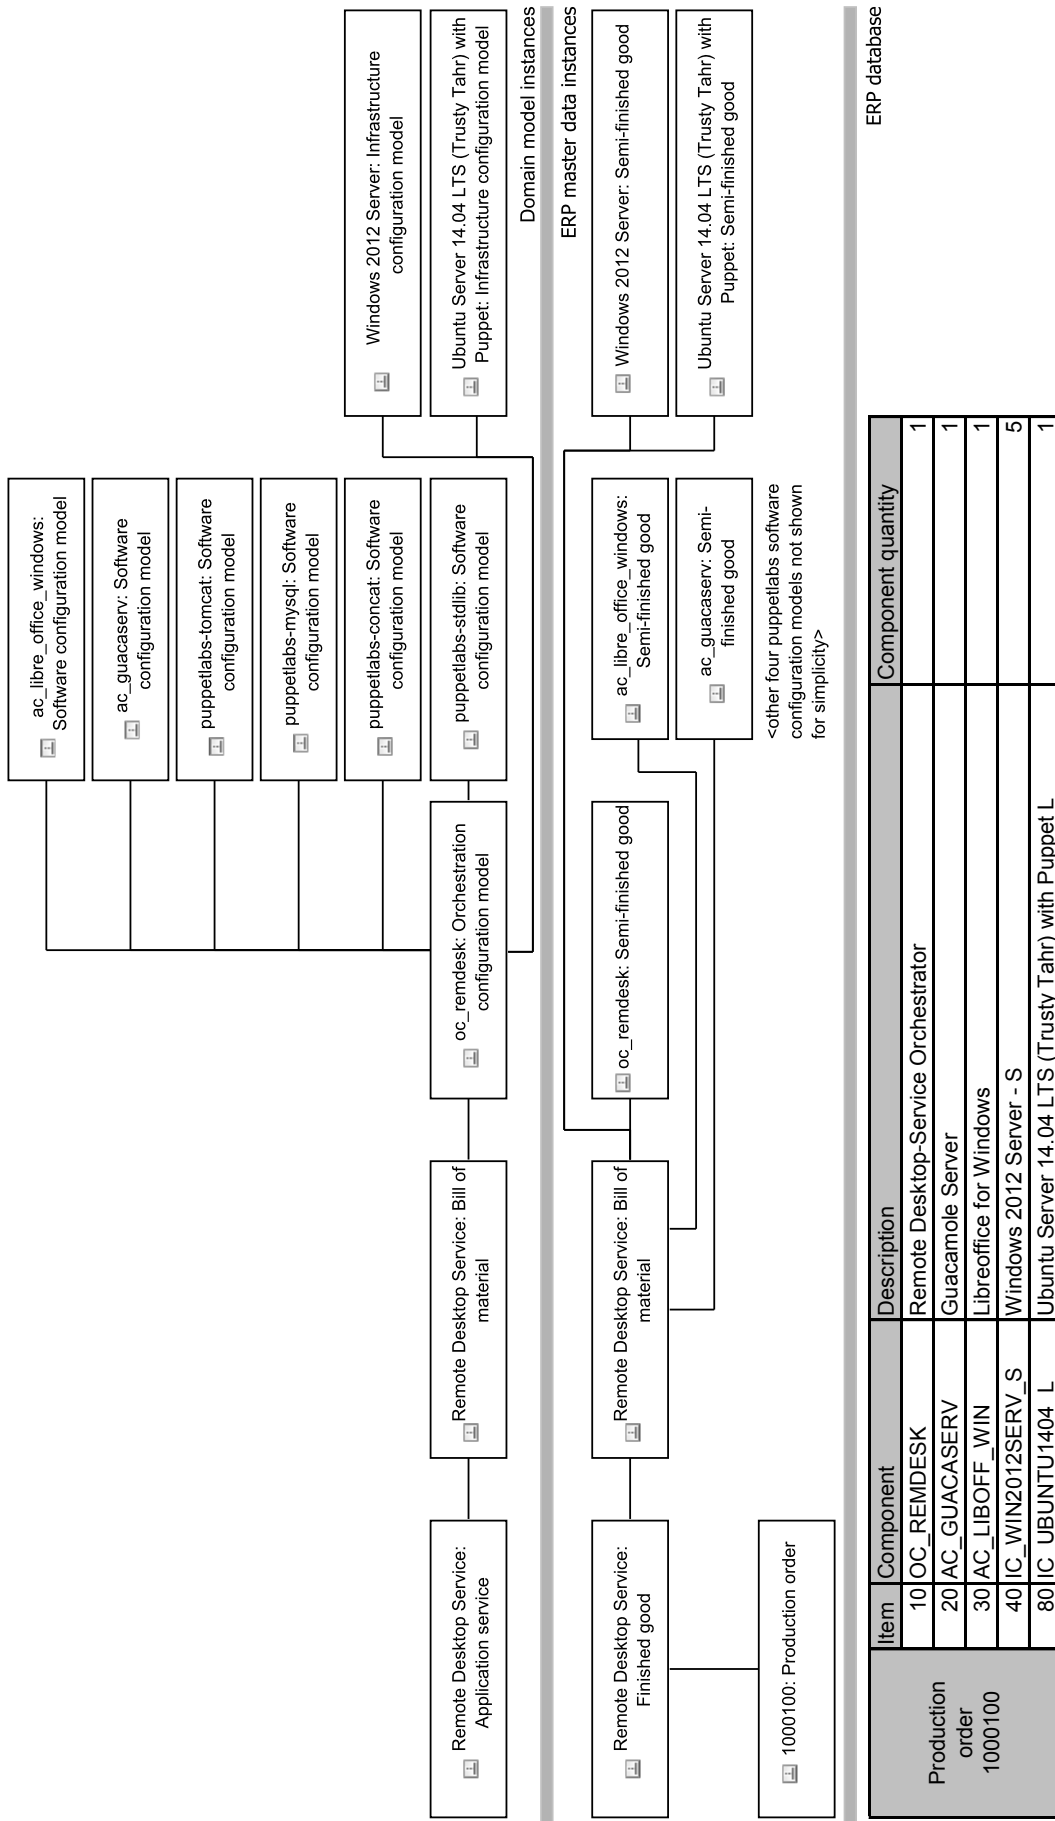 ac_libre_office_windows:
Software configuration model
ac_guacaserv: Software
configuration model
puppetlabs-tomcat: Software
configuration model
puppetlabs-mysql: Software
configuration model
puppetlabs-concat: Software
configuration model
Windows 2012 Server: Infrastructure
configuration model
Remote Desktop Service:
Application service
Remote Desktop Service: Bill of
material
oc_remdesk: Orchestration
configuration model
puppetlabs-stdlib: Software
configuration model
Ubuntu Server 14.04 LTS (Trusty Tahr) with
Puppet: Infrastructure configuration model
Domain model instances
ERP master data instances
Remote Desktop Service:
Finished good
Remote Desktop Service: Bill of
material
oc_remdesk: Semi-finished good
ac_libre_office_windows:
Semi-finished good
Windows 2012 Server: Semi-finished good
ac_guacaserv: Semi-
finished good
Ubuntu Server 14.04 LTS (Trusty Tahr) with
Puppet: Semi-finished good
1000100: Production order
<other four puppetlabs software
configuration models not shown
for simplicity>
ERP database
Production
order
1000100
Item Component Description Component quantity
10 OC_REMDESK Remote Desktop-Service Orchestrator 1
20 AC_GUACASERV Guacamole Server 1
30 AC_LIBOFF_WIN Libreoffice for Windows 1
40 IC_WIN2012SERV_S Windows 2012 Server - S 5
80 IC_UBUNTU1404_L Ubuntu Server 14.04 LTS (Trusty Tahr) with Puppet L 1